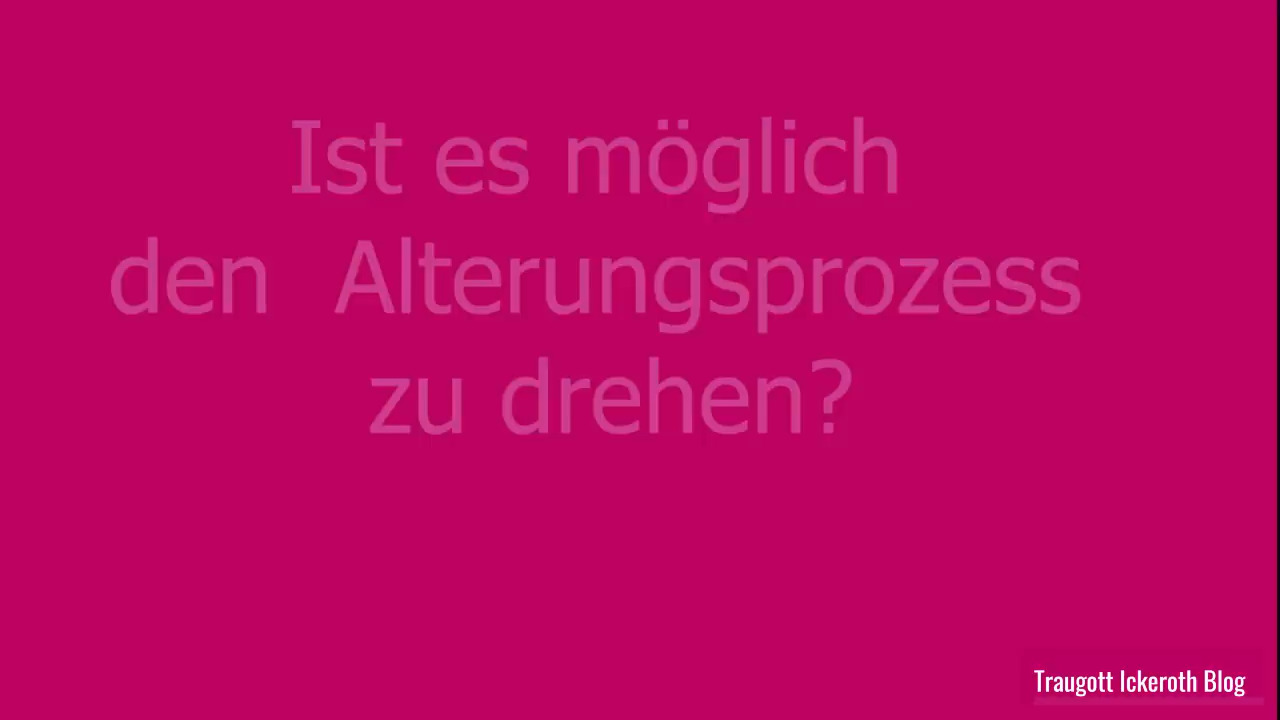 Ist es möglich
den Alterungsprozess
zu drehen?
Traugott Ickeroth Blog